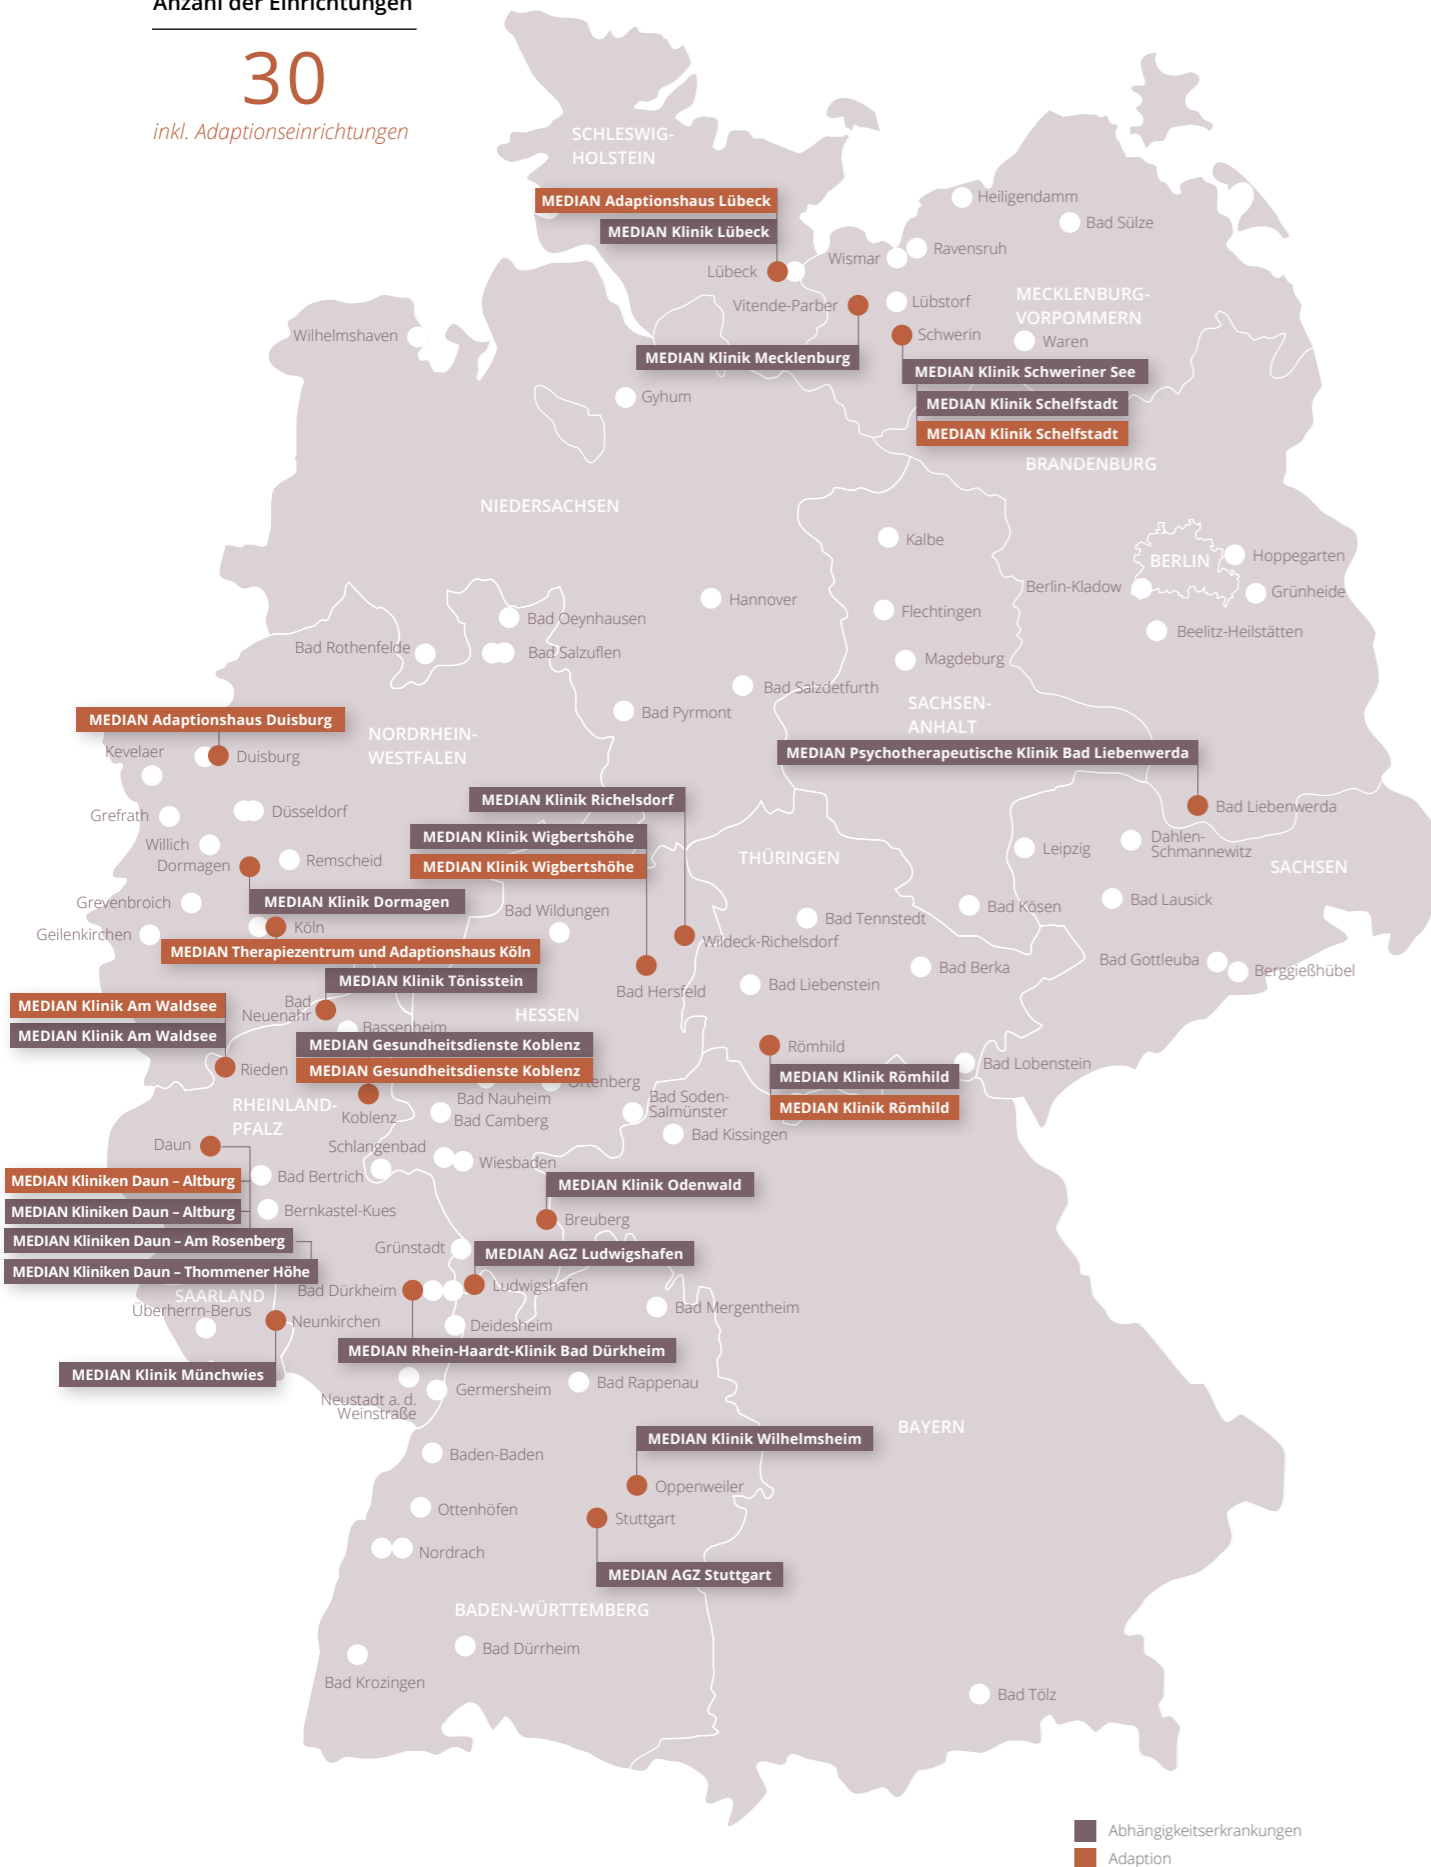 Anzahl der Einrichtungen
30
inkl. Adaptionseinrichtungen
SCHLESWIG-
HOLSTEIN
MEDIAN Adaptionshaus Lübeck
MEDIAN Klinik Lübeck
Heiligendamm
Bad Sülze
Ravensruh
Wismar
Lübeck
Vitende-Parber
Lübstorf
MECKLENBURG-
VORPOMMERN
Schwerin
Waren
Wilhelmshaven
MEDIAN Klinik Mecklenburg
MEDIAN Klinik Schweriner See
MEDIAN Klinik Schelfstadt
MEDIAN Klinik Schelfstadt
Gyhum
BRANDENBURG
NIEDERSACHSEN
Kalbe
BERLIN
Hoppegarten
Berlin-Kladow
Grünheide
Hannover
Flechtingen
Bad Oeynhausen
Beelitz-Heilstätten
Bad Rothenfelde
Bad Salzuflen
Magdeburg
Bad Salzdetfurth
Bad Pyrmont
SACHSEN-
ANHALT
MEDIAN Adaptionshaus Duisburg
NORDRHEIN-
WESTFALEN
Kevelaer
Duisburg
MEDIAN Psychotherapeutische Klinik Bad Liebenwerda
MEDIAN Klinik Richelsdorf
Bad Liebenwerda
Grefrath
Düsseldorf
MEDIAN Klinik Wigbertshöhe
MEDIAN Klinik Wigbertshöhe
Willich
Dormagen
Remscheid
THÜRINGEN
Leipzig
Dahlen-
Schmannewitz
SACHSEN
Grevenbroich
MEDIAN Klinik Dormagen
Bad Wildungen
Bad Tennstedt
Bad Kösen
Bad Lausick
Geilenkirchen
Köln
Wildeck-Richelsdorf
MEDIAN Therapiezentrum und Adaptionshaus Köln
MEDIAN Klinik Tönisstein
Bad Hersfeld
Bad Liebenstein
Bad Berka
Bad Gottleuba
Berggießhübel
Bad
Neuenahr
MEDIAN Klinik Am Waldsee
MEDIAN Klinik Am Waldsee
HESSEN
Bassenheim
MEDIAN Gesundheitsdienste Koblenz
MEDIAN Gesundheitsdienste Koblenz
Rieden
Römhild
MEDIAN Klinik Römhild
MEDIAN Klinik Römhild
Bad Lobenstein
Ortenberg
RHEINLAND-
PFALZ
Koblenz
Bad Nauheim
Bad Camberg
Bad Soden-
Salmünster
Bad Kissingen
Daun
Schlangenbad
Wiesbaden
Bad Bertrich
MEDIAN Kliniken Daun – Altburg
MEDIAN Kliniken Daun – Altburg
MEDIAN Kliniken Daun – Am Rosenberg
MEDIAN Kliniken Daun – Thommener Höhe
Bernkastel-Kues
MEDIAN Klinik Odenwald
Breuberg
Grünstadt
MEDIAN AGZ Ludwigshafen
SAARLAND
Bad Dürkheim
Ludwigshafen
Überherrn-Berus
Neunkirchen
Deidesheim
Bad Mergentheim
MEDIAN Rhein-Haardt-Klinik Bad Dürkheim
MEDIAN Klinik Münchwies
Neustadt a. d.
Weinstraße
Germersheim
Bad Rappenau
MEDIAN Klinik Wilhelmsheim
BAYERN
Baden-Baden
Oppenweiler
Ottenhöfen
Stuttgart
Nordrach
MEDIAN AGZ Stuttgart
BADEN-WÜRTTEMBERG
Bad Dürrheim
Bad Krozingen
Bad Tölz
Abhängigkeitserkrankungen
Adaption